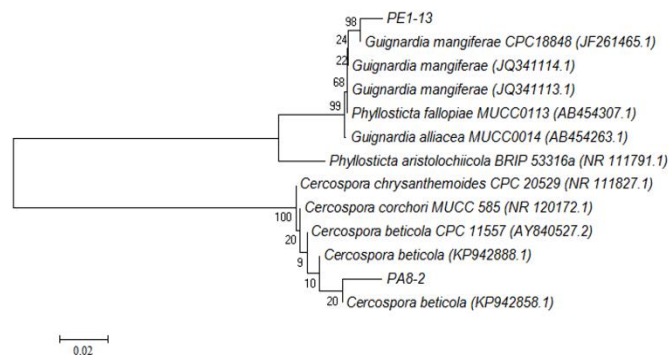 PE1-13
98
Guignardia mangiferae CPC18848 (JF261465.1)
24
Guignardia mangiferae (JQ341114.1)
22
Guignardia mangiferae (JQ341113.1)
68
Phyllosticta fallopiae MUCC0113 (AB454307.1)
99
Guignardia alliacea MUCC0014 (AB454263.1)
Phyllosticta aristolochiicola BRIP 53316a (NR 111791.1)
Cercospora chrysanthemoides CPC 20529 (NR 111827.1)
Cercospora corchori MUCC 585 (NR 120172.1)
100
Cercospora beticola CPC 11557 (AY840527.2)
20
Cercospora beticola (KP942888.1)
9
PA8-2
10
Cercospora beticola (KP942858.1)
20
0.02